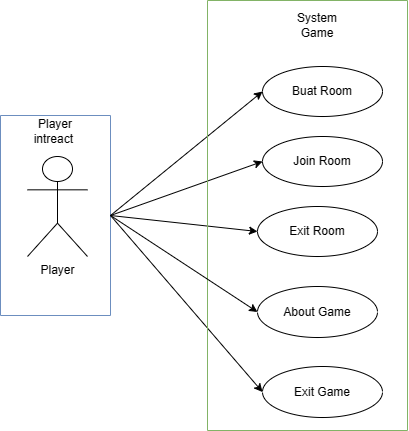 System
Game
Buat Room
Player
intreact
Join Room
Exit Room
Player
About Game
Exit Game